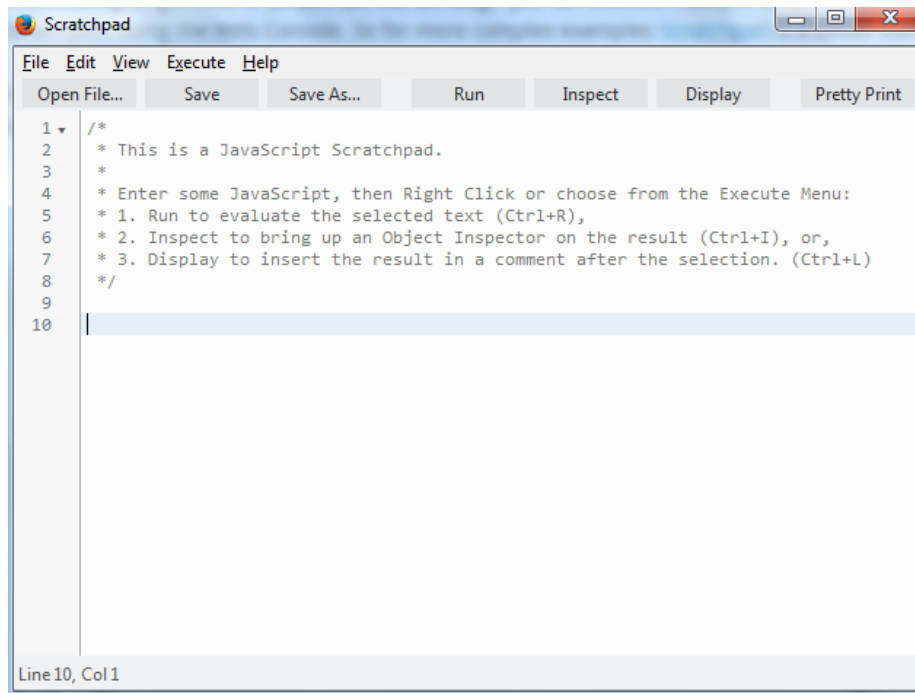 Scratchpad
File Edit View Execute Help
Open File... Save Save As... Run Inspect Display Pretty Print
1 /*
2 * This is a JavaScript Scratchpad.
3 *
4 * Enter some JavaScript, then Right Click or choose from the Execute Menu:
5 * 1. Run to evaluate the selected text (Ctrl+R),
6 * 2. Inspect to bring up an Object Inspector on the result (Ctrl+I), or,
7 * 3. Display to insert the result in a comment after the selection. (Ctrl+L)
8 */
9
10
Line 10, Col 1